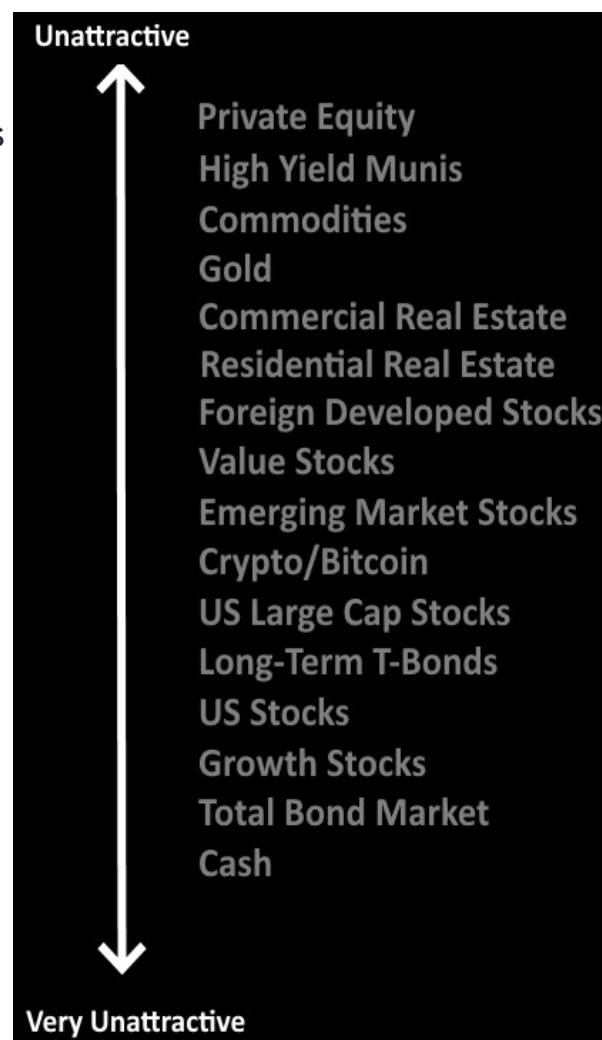 Unattractive
s
Private Equity
High Yield Munis
Commodities
Gold
Commercial Real Estate
Residential Real Estate
Foreign Developed Stocks
Value Stocks
Emerging Market Stocks
Crypto/Bitcoin
US Large Cap Stocks
Long-Term T-Bonds
US Stocks
Growth Stocks
Total Bond Market
Cash
Very Unattractive